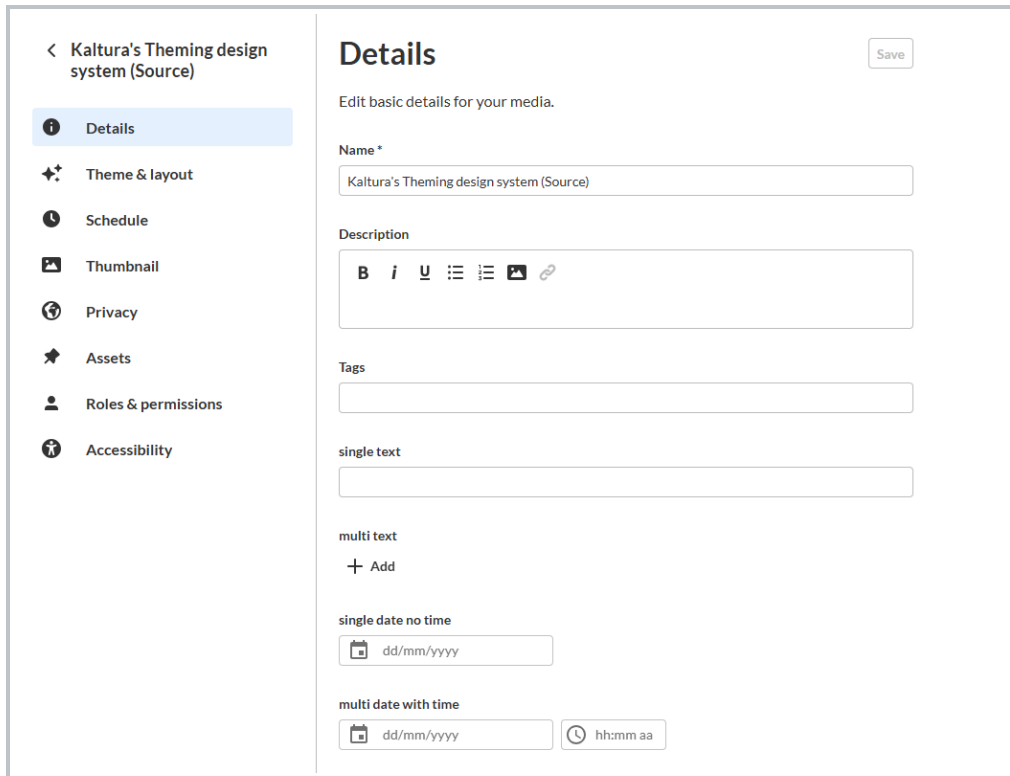 Kaltura's Theming design
system (Source)
Details
Theme & layout
Schedule
Thumbnail
Privacy
Assets
Roles & permissions
Accessibility
Details
Save
Edit basic details for your media.
Name *
Kaltura's Theming design system (Source)
Description
B i U
Tags
single text
multi text
Add
single date no time
dd/mm/yyyy
multi date with time
dd/mm/yyyy hh:mm aa